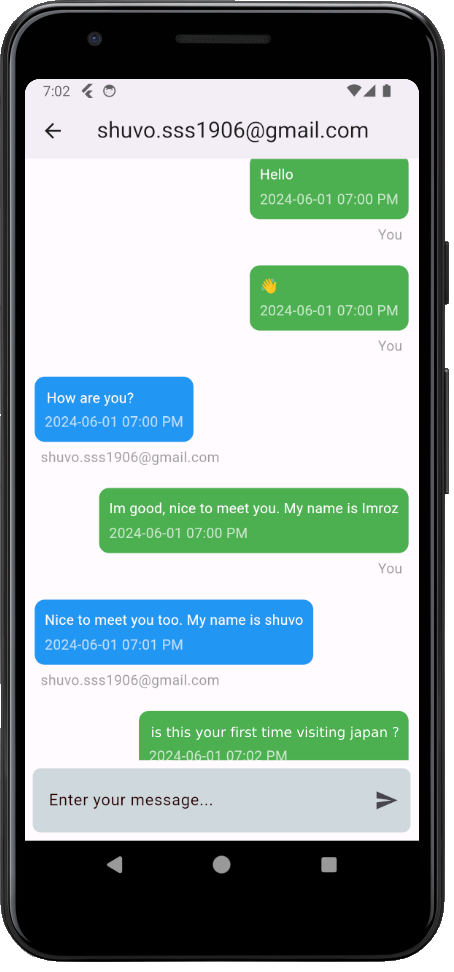 7:02
shuvo.sss1906@gmail.com
Hello
2024-06-01 07:00 PM
You
👋
2024-06-01 07:00 PM
You
How are you?
2024-06-01 07:00 PM
shuvo.sss1906@gmail.com
Im good, nice to meet you. My name is Imroz
2024-06-01 07:00 PM
You
Nice to meet you too. My name is shuvo
2024-06-01 07:01 PM
shuvo.sss1906@gmail.com
is this your first time visiting japan ?
2024-06-01 07:02 PM
Enter your message...